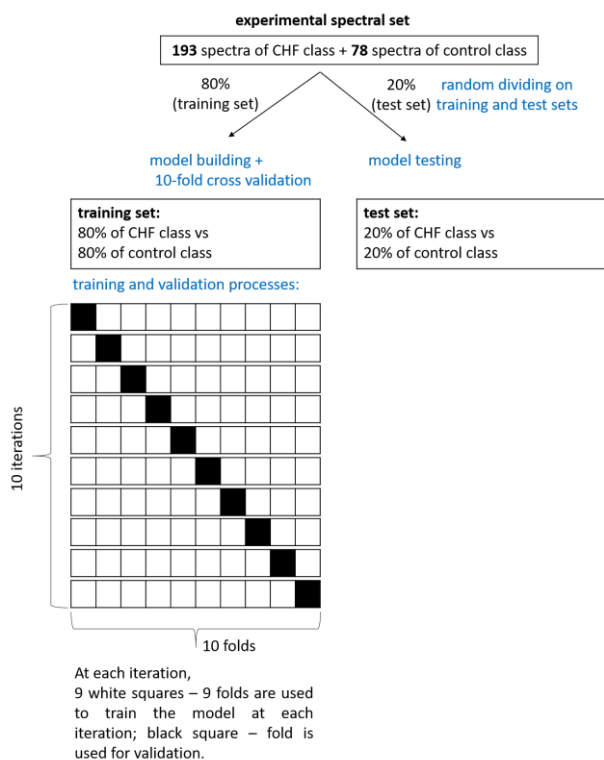 experimental spectral set
193 spectra of CHF class + 78 spectra of control class
80%
(training set)
20%
(test set)
random dividing on
training and test sets
model building +
10-fold cross validation
model testing
training set:
80% of CHF class vs
80% of control class
test set:
20% of CHF class vs
20% of control class
training and validation processes:
10 iterations
10 folds
At each iteration,
9 white squares – 9 folds are used
to train the model at each
iteration; black square – fold is
used for validation.